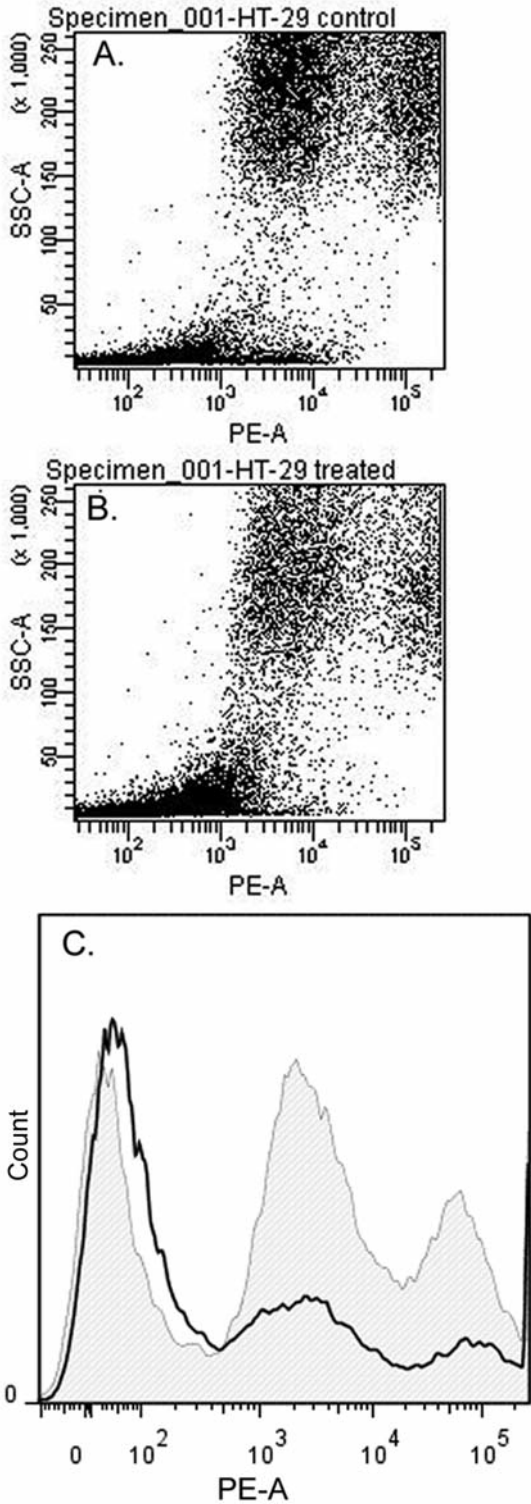 Specimen_001-HT-29 control
A.
SSC-A (x 1,000)
50 100 150 200 250
10² 10³ 10⁴ 10⁵
PE-A
Specimen_001-HT-29 treated
B.
SSC-A (x 1,000)
50 100 150 200 250
10² 10³ 10⁴ 10⁵
PE-A
C.
Count
0
0 10² 10³ 10⁴ 10⁵
PE-A